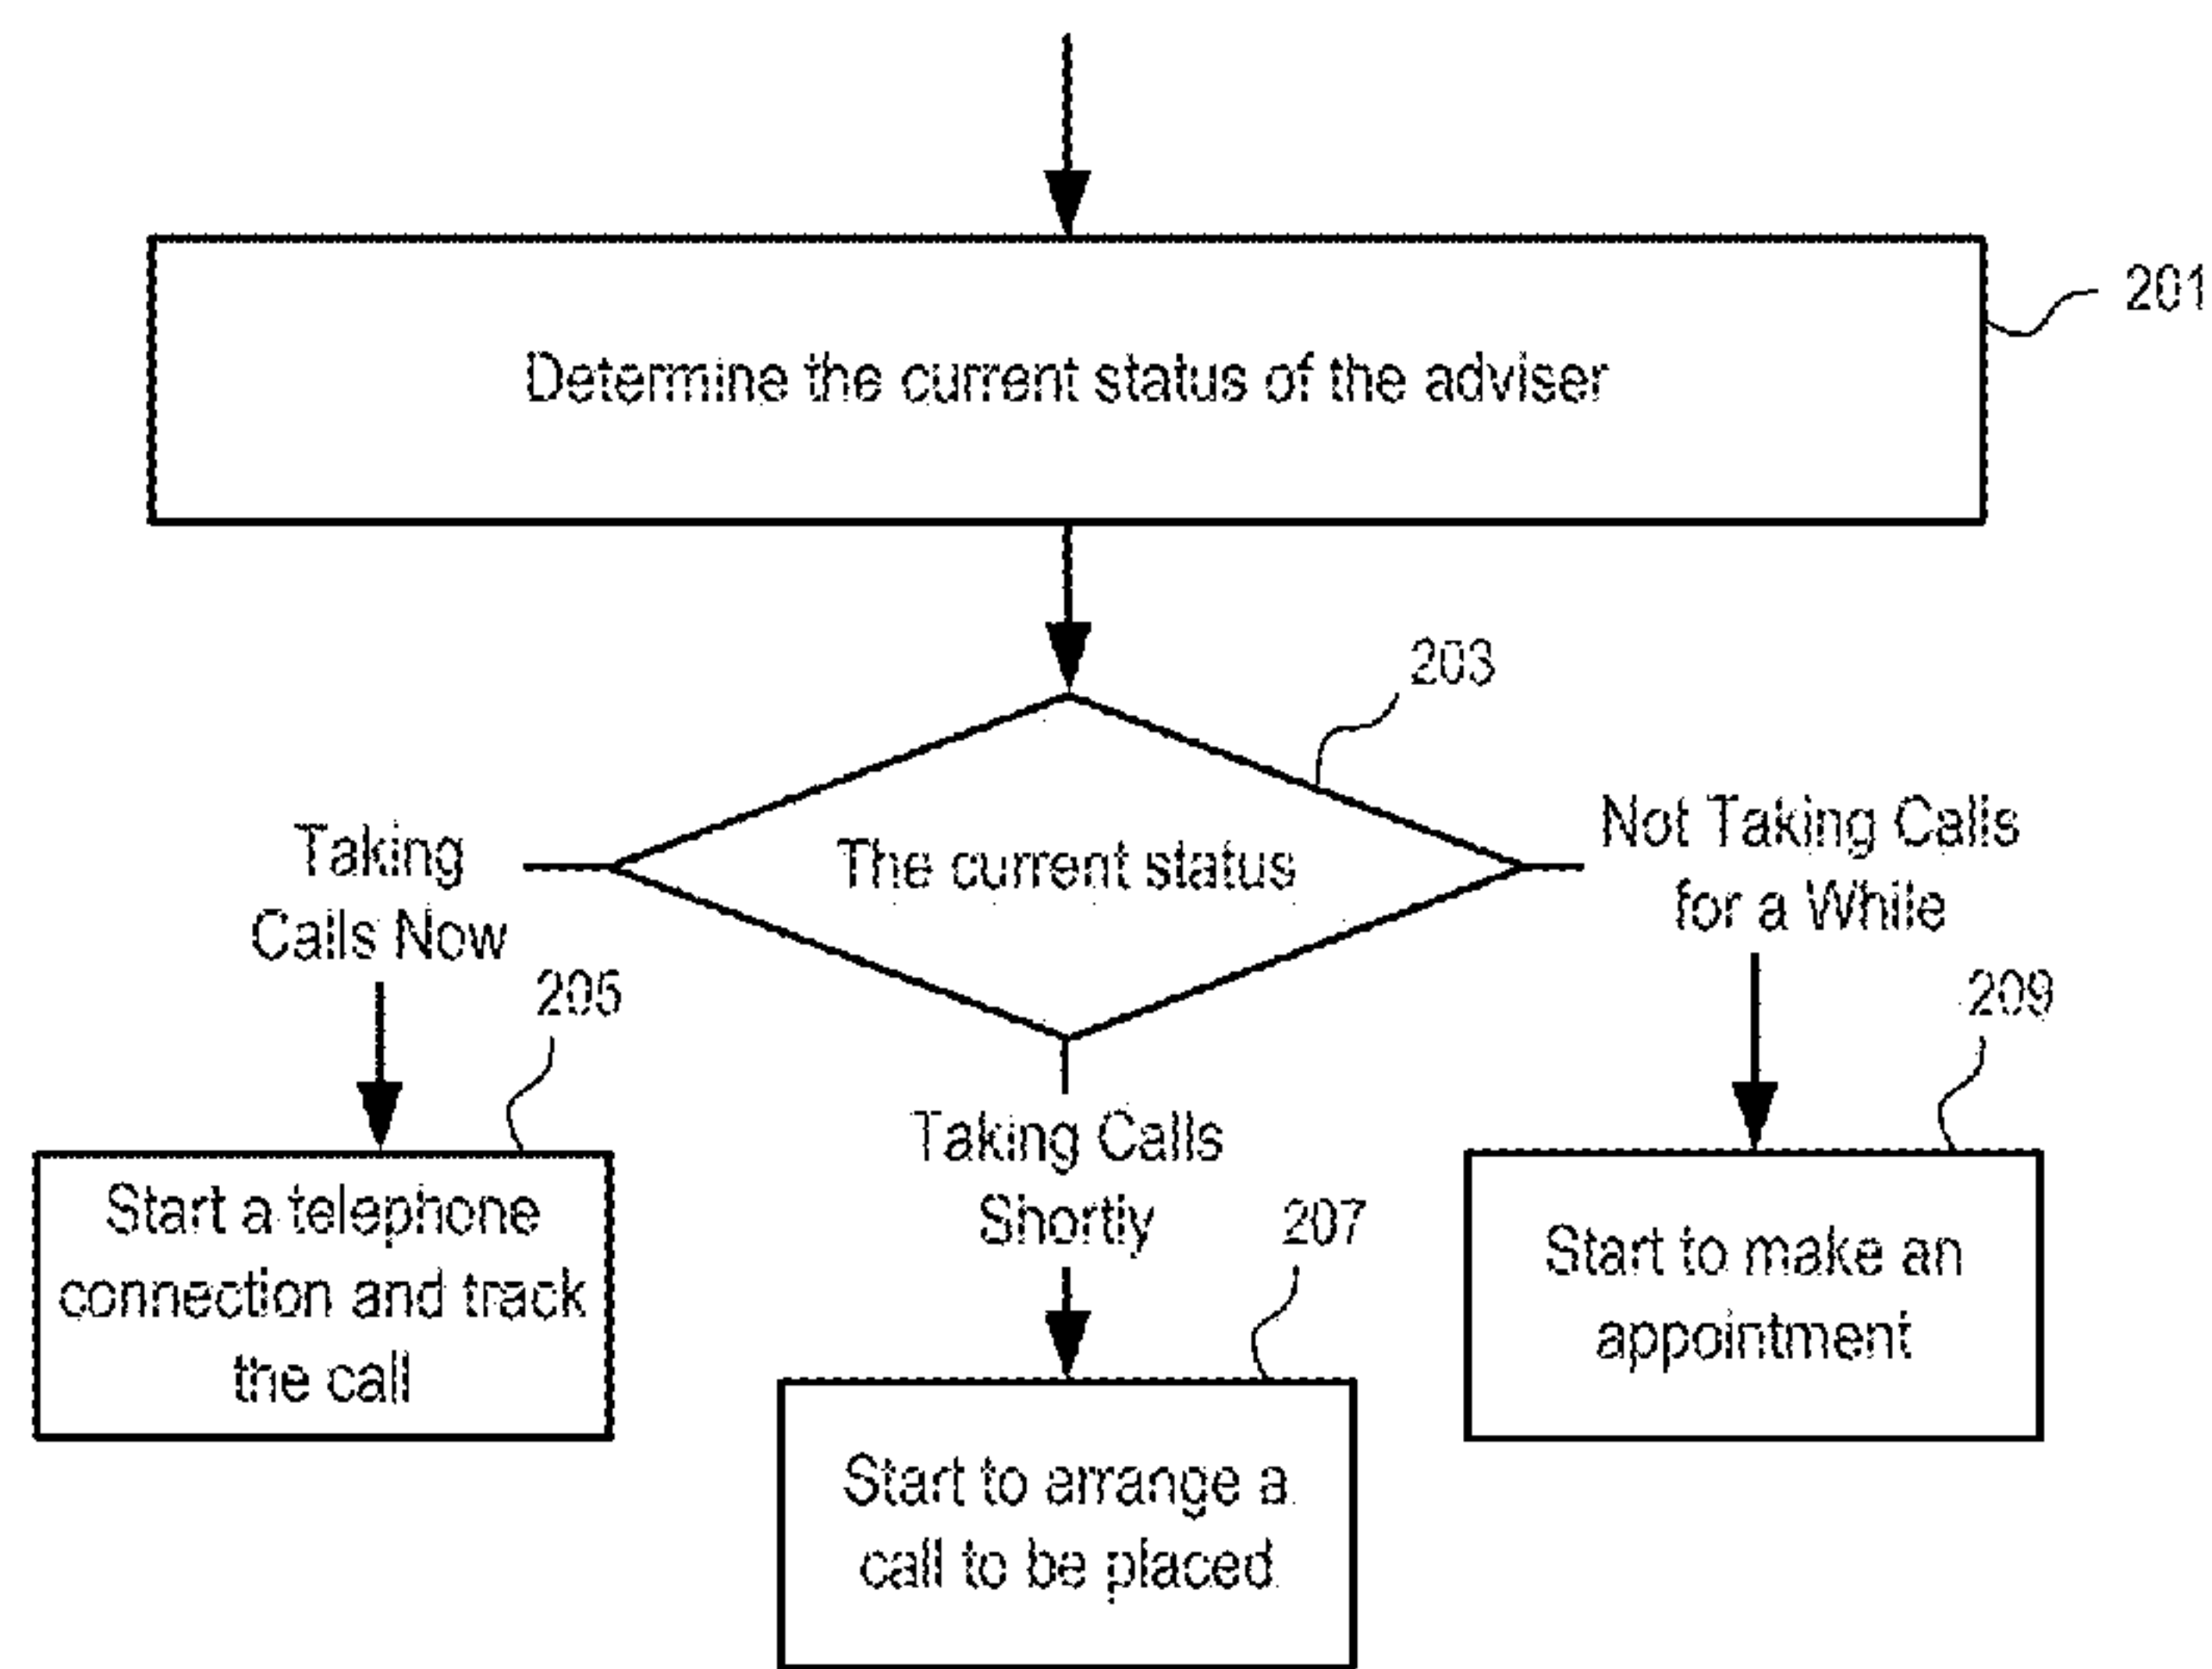 201
Determine the current status of the adviser
203
The current status
Taking
Calls Now
Not Taking Calls
for a While
205
209
Taking Calls
Shortly
207
Start a telephone
connection and track
the call
Start to make an
appointment
Start to arrange a
call to be placed